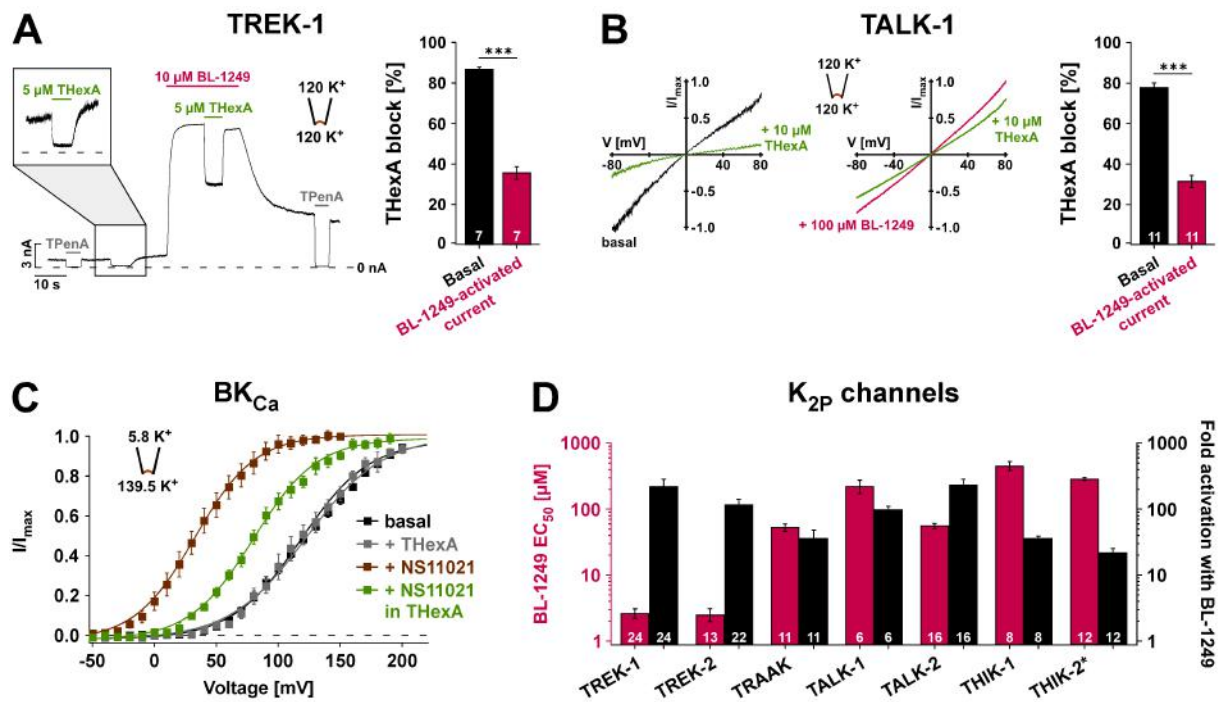 A
TREK-1
5 µM THexA
10 µM BL-1249
5 µM THexA
120 K+
120 K+
TPenA
TPenA
3 nA
10 s
0 nA
THexA block [%]
100
80
60
40
20
0
7
7
***
Basal
BL-1249-activated
current
B
TALK-1
120 K+
120 K+
I/Imax
1.0
0.5
V [mV]
-80
-40
40
80
-0.5
-1.0
+ 10 µM
THexA
basal
I/Imax
1.0
0.5
V [mV]
-80
-40
40
80
-0.5
-1.0
+ 10 µM
THexA
+ 100 µM BL-1249
THexA block [%]
100
80
60
40
20
0
11
11
***
Basal
BL-1249-activated
current
C
BKCa
5.8 K+
139.5 K+
I/Imax
1.0
0.8
0.6
0.4
0.2
0.0
-50
0
50
100
150
200
Voltage [mV]
basal
+ THexA
+ NS11021
+ NS11021
in THexA
D
K2P channels
BL-1249 EC50 [µM]
1000
100
10
1
Fold activation with BL-1249
1000
100
10
1
24
24
13
22
11
11
6
6
16
16
8
8
12
12
TREK-1
TREK-2
TRAAK
TALK-1
TALK-2
THIK-1
THIK-2*